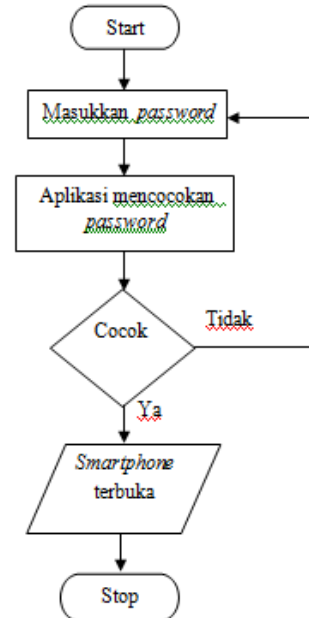 Start
Masukkan password
Aplikasi mencocokan
password
Cocok
Tidak
Ya
Smartphone
terbuka
Stop